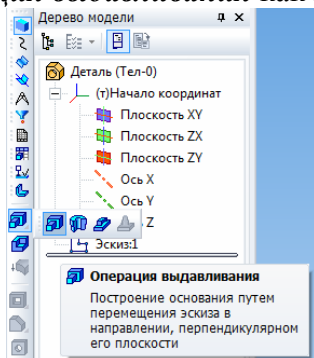 Дерево модели
Деталь (Тел-0)
(т)Начало координат
Плоскость XY
Плоскость ZX
Плоскость ZY
Ось X
Ось Y
Z
Эскиз:1
Операция выдавливания
Построение основания путем
перемещения эскиза в
направлении, перпендикулярном
его плоскости